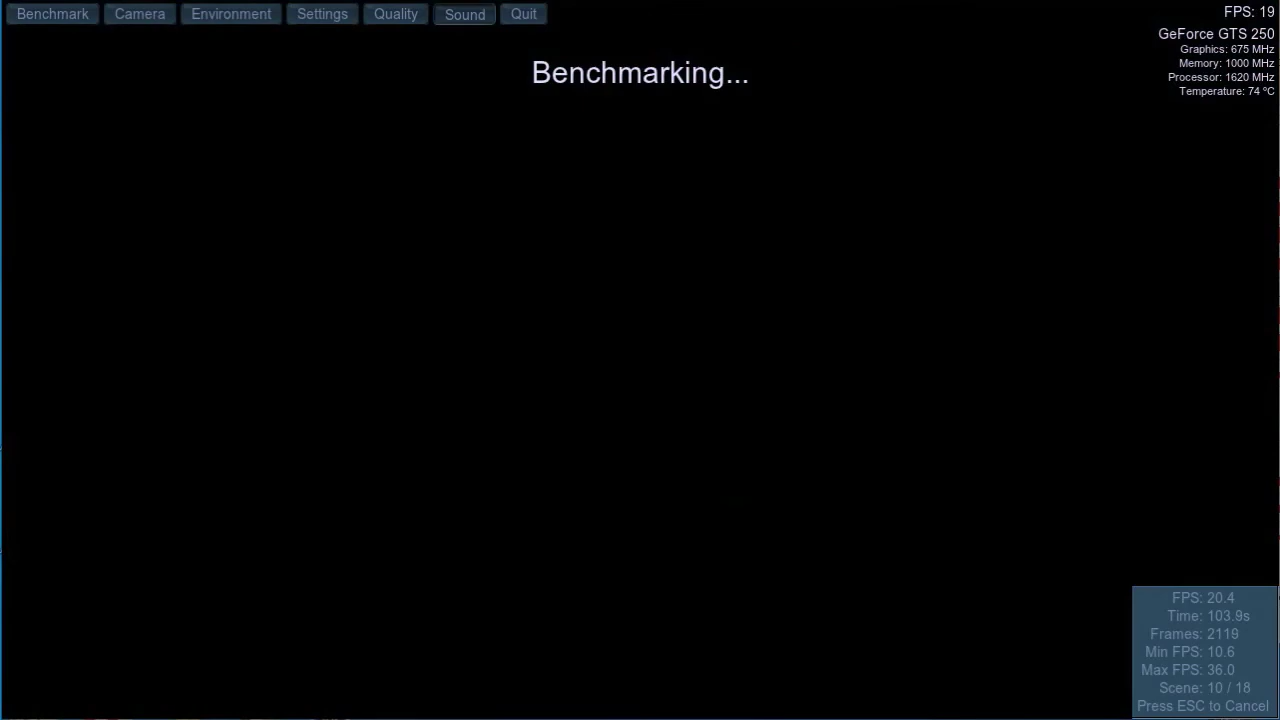 Benchmark Camera Environment Settings Quality Sound Quit
FPS: 19
GeForce GTS 250
Graphics: 675 MHz
Memory: 1000 MHz
Processor: 1620 MHz
Temperature: 74 °C
Benchmarking...
FPS: 20.4
Time: 103.9s
Frames: 2119
Min FPS: 10.6
Max FPS: 36.0
Scene: 10 / 18
Press ESC to Cancel